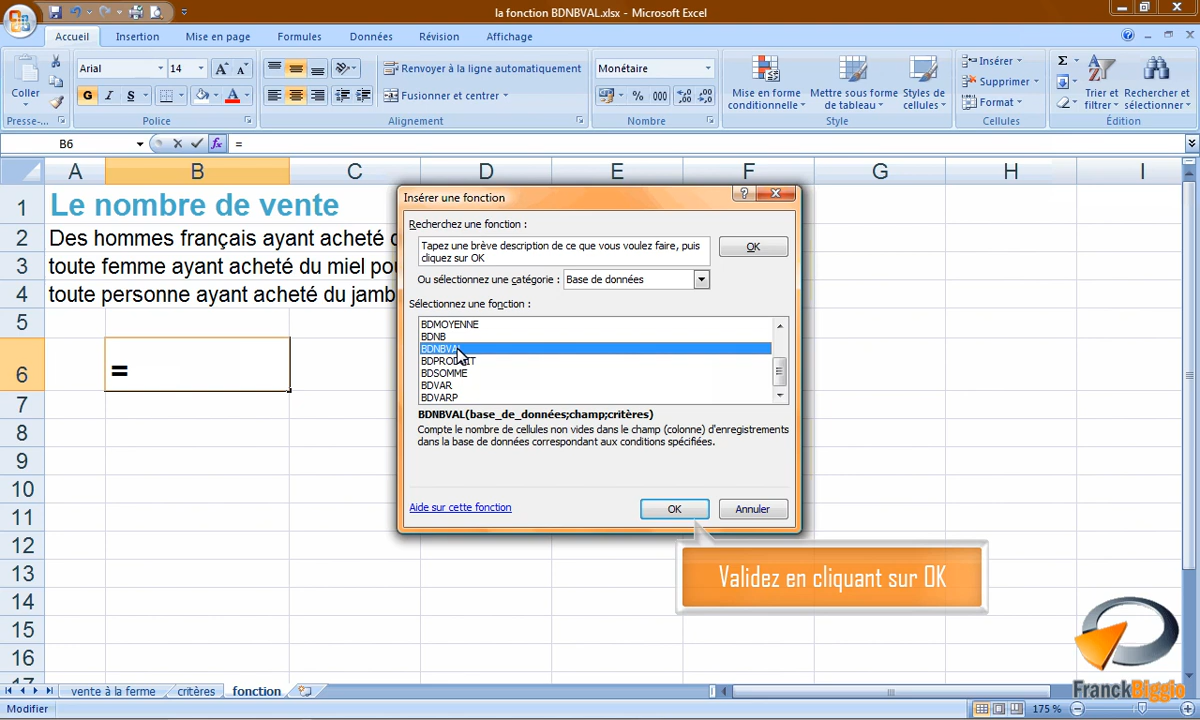 la fonction BDNBVAL.xlsx - Microsoft Excel
Accueil Insertion Mise en page Formules Données Révision Affichage
Coller
Arial 14
Renvoyer à la ligne automatiquement
Monétaire
G I S
Fusionner et centrer
% 000
Mise en forme conditionnelle
Mettre sous forme de tableau
Styles de cellules
Insérer
Supprimer
Format
Σ
Trier et filtrer
Rechercher et sélectionner
Presse-... Police Alignement Nombre Style Cellules Édition
B6 fx =
A B C D E F G H I
1 Le nombre de vente
2 Des hommes français ayant acheté
3 toute femme ayant acheté du miel
4 toute personne ayant acheté du jamb
5
6 =
7
8
9
10
11
12
13
14
15
16
17
Insérer une fonction
Recherchez une fonction :
Tapez une brève description de ce que vous voulez faire, puis
cliquez sur OK
OK
Ou sélectionnez une catégorie : Base de données
Sélectionnez une fonction :
BDMOYENNE
BDNB
BDNBVAL
BDPRODUIT
BDSOMME
BDVAR
BDVARP
BDNBVAL(base_de_données;champ;critères)
Compte le nombre de cellules non vides dans le champ (colonne) d'enregistrements
dans la base de données correspondant aux conditions spécifiées.
Aide sur cette fonction
OK Annuler
Validez en cliquant sur OK
FranckBiggio
vente à la ferme critères fonction
Modifier 175 %